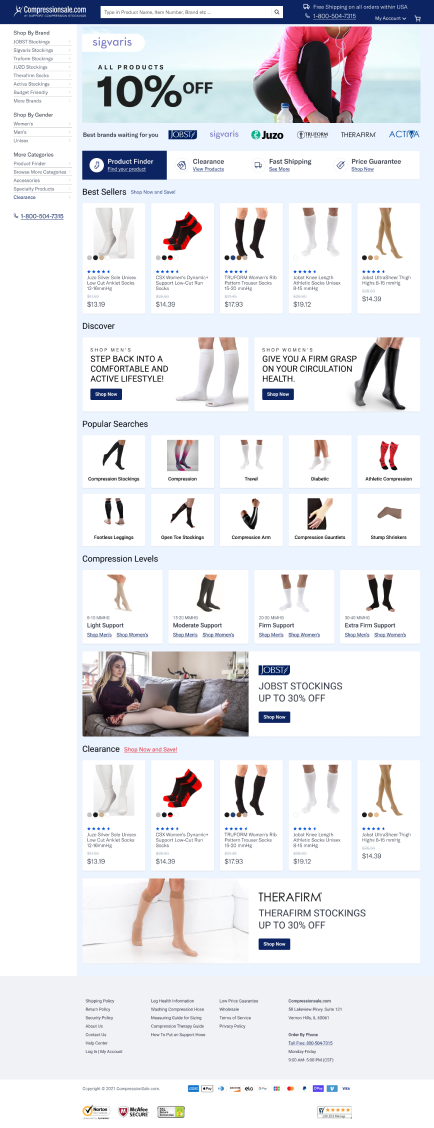 Compressionsale.com
BY SUPPORT COMPRESSION STOCKINGS
Type in Product Name, Item Number, Brand etc ...
Free Shipping on all orders within USA
1-800-504-7315
My Account
Shop By Brand
JOBST Stockings
Sigvaris Stockings
Truform Stockings
JUZO Stockings
Therafirm Socks
Activa Stockings
Budget Friendly
More Brands
Shop By Gender
Women's
Men's
Unisex
More Categories
Product Finder
Browse More Categories
Accessories
Specialty Products
Clearance
1-800-504-7315
sigvaris
ALL PRODUCTS
10% OFF
Best brands waiting for you
JOBST
sigvaris
Juzo
TRUFORM
THERAFIRM
ACTIVA
Product Finder
Find your product
Clearance
View Products
Fast Shipping
See More
Price Guarantee
Shop Now
Best Sellers
Shop Now and Save!
Juzo Silver Sole Unisex
Low Cut Anklet Socks
12-16mmHg
$13.19
CSX Women's Dynamic+
Support Low-Cut Run
Socks
$14.39
TRUFORM Women's Rib
Pattern Trouser Socks
15-20 mmHg
$17.93
Jobst Knee Length
Athletic Socks Unisex
8-15 mmHg
$19.12
Jobst UltraSheer Thigh
Highs 8-15 mmHg
$14.39
Discover
SHOP MEN'S
STEP BACK INTO A
COMFORTABLE AND
ACTIVE LIFESTYLE!
Shop Now
SHOP WOMEN'S
GIVE YOU A FIRM GRASP
ON YOUR CIRCULATION
HEALTH.
Shop Now
Popular Searches
Compression Stockings
Compression
Travel
Diabetic
Athletic Compression
Footless Leggings
Open Toe Stockings
Compression Arm
Compression Gauntlets
Stump Shrinkers
Compression Levels
8-15 MMHG
Light Support
Shop Men's Shop Women's
15-20 MMHG
Moderate Support
Shop Men's Shop Women's
20-30 MMHG
Firm Support
Shop Men's Shop Women's
30-40 MMHG
Extra Firm Support
Shop Men's Shop Women's
JOBST
JOBST STOCKINGS
UP TO 30% OFF
Shop Now
Clearance
Shop Now and Save!
Juzo Silver Sole Unisex
Low Cut Anklet Socks
12-16mmHg
$13.19
CSX Women's Dynamic+
Support Low-Cut Run
Socks
$14.39
TRUFORM Women's Rib
Pattern Trouser Socks
15-20 mmHg
$17.93
Jobst Knee Length
Athletic Socks Unisex
8-15 mmHg
$19.12
Jobst UltraSheer Thigh
Highs 8-15 mmHg
$14.39
THERAFIRM
THERAFIRM STOCKINGS
UP TO 30% OFF
Shop Now
Shipping Policy
Return Policy
Security Policy
About Us
Contact Us
Help Center
Log In | My Account
Leg Health Information
Washing Compression Hose
Measuring Guide for Sizing
Compression Therapy Guide
How To Put on Support Hose
Low Price Guarantee
Wholesale
Terms of Service
Privacy Policy
Compressionsale.com
50 Lakeview Pkwy. Suite 121
Vernon Hills, IL 60061
Order By Phone
Toll Free: 800-504-7315
Monday-Friday
9:00 AM- 5:00 PM (CST)
Copyright © 2021 CompressionSale.com.
Norton
McAfee
SECURE